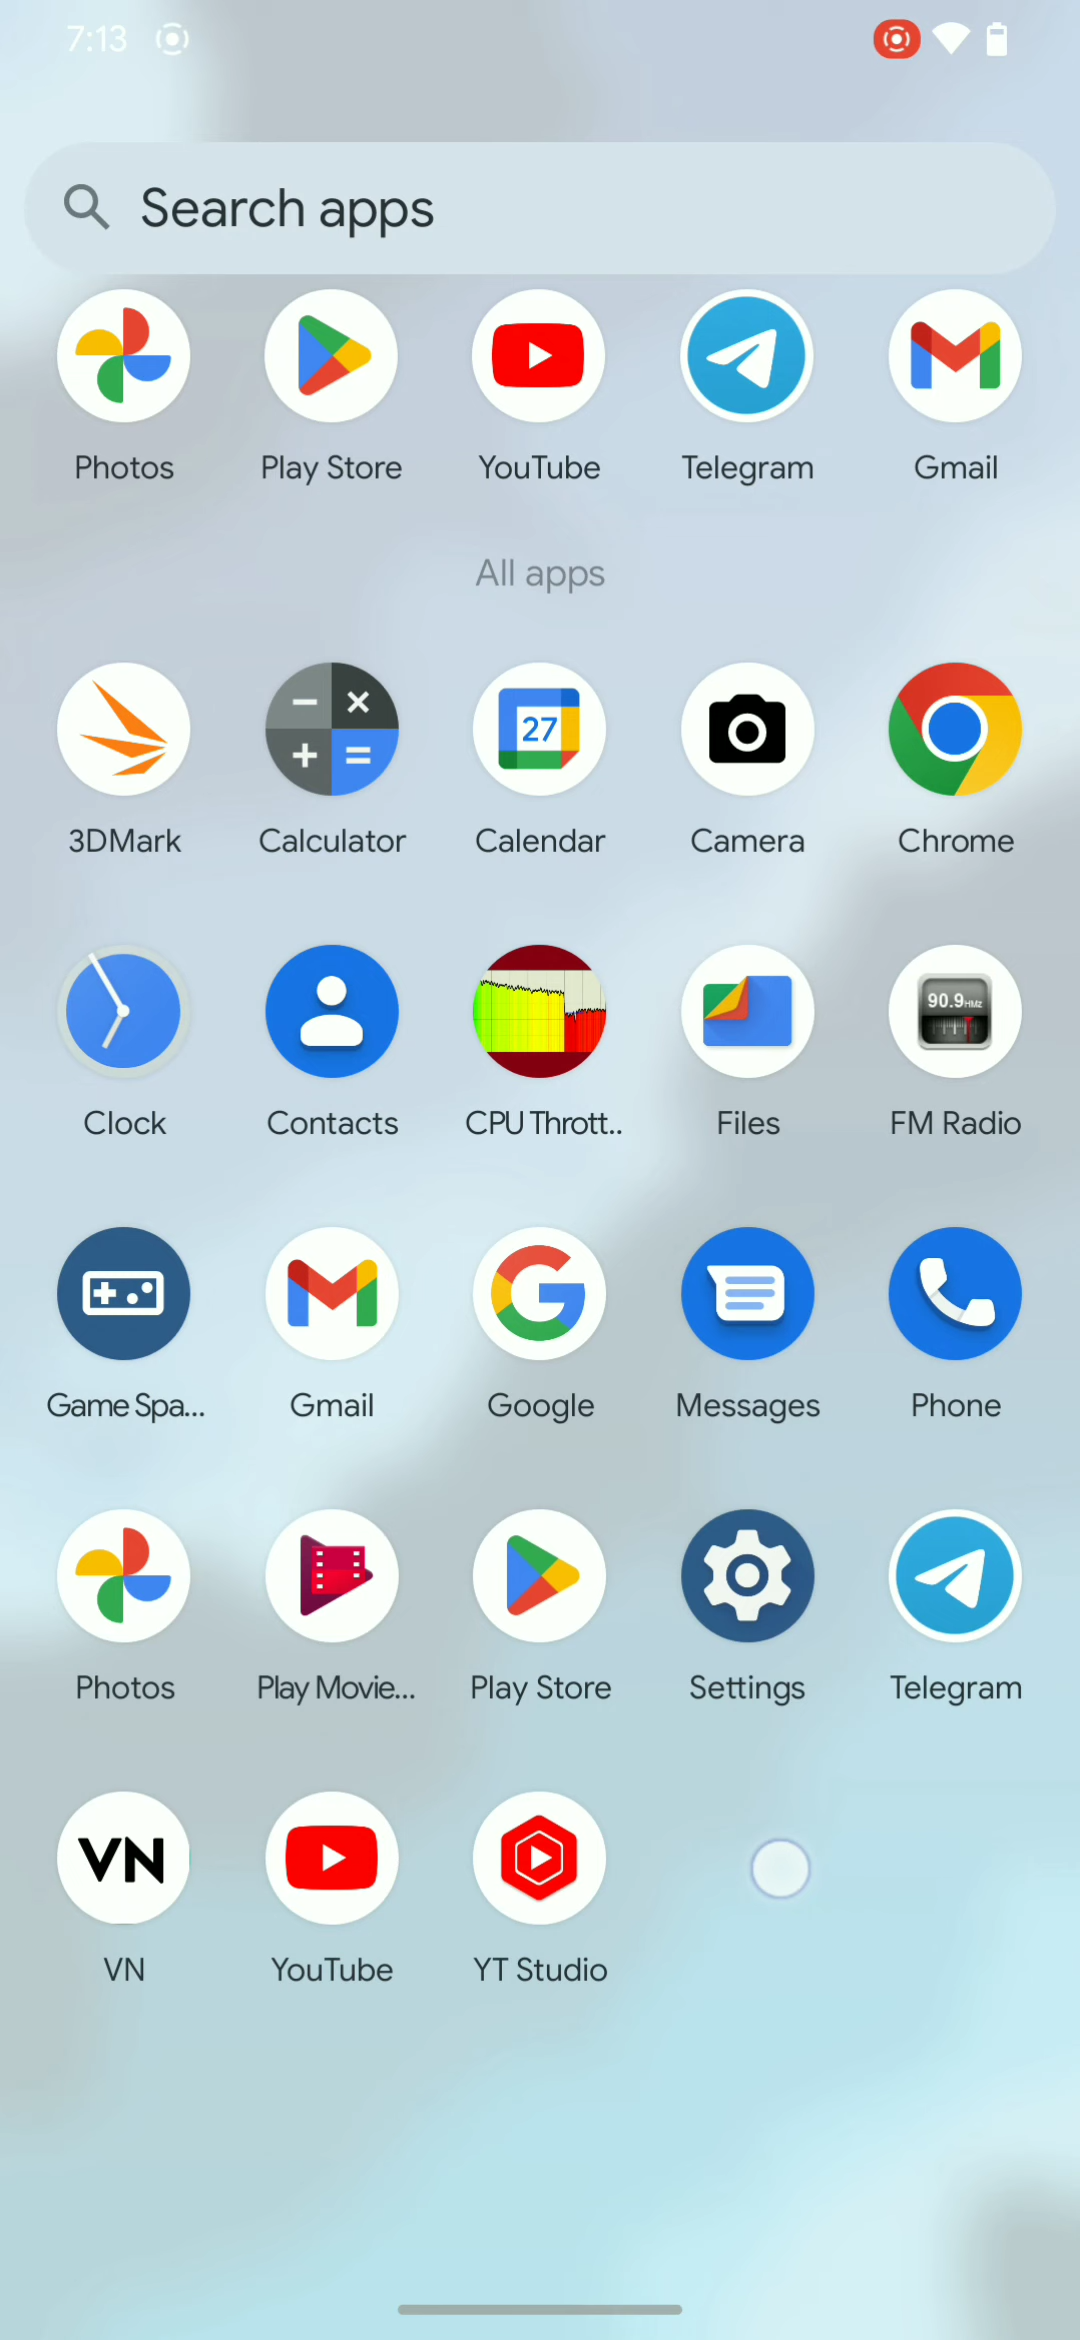 7:13
Search apps
Photos Play Store YouTube Telegram Gmail
All apps
27
3DMark Calculator Calendar Camera Chrome
90.9HMz
Clock Contacts CPU Thrott.. Files FM Radio
Game Spa... Gmail Google Messages Phone
Photos Play Movie... Play Store Settings Telegram
VN
VN YouTube YT Studio